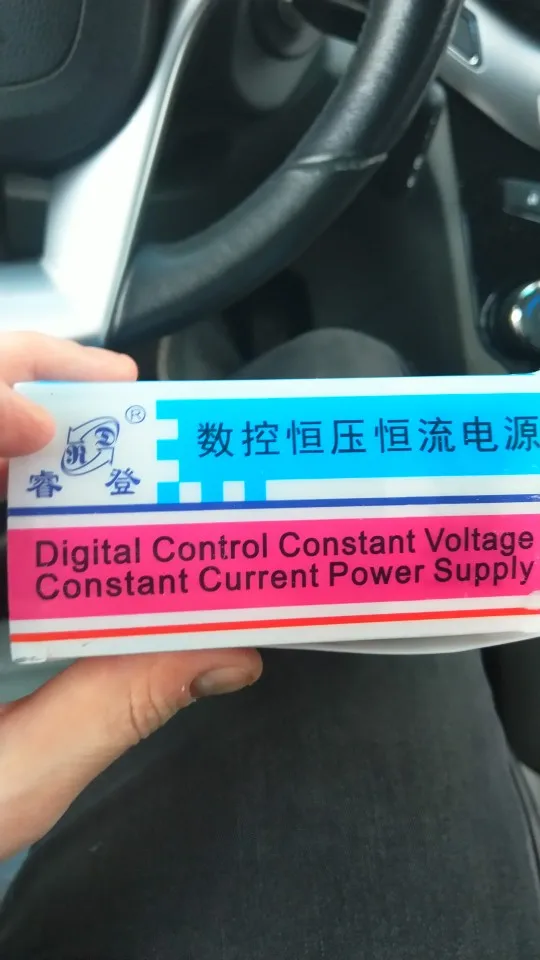 ®
睿登
数控恒压恒流电源
Digital Control Constant Voltage
Constant Current Power Supply